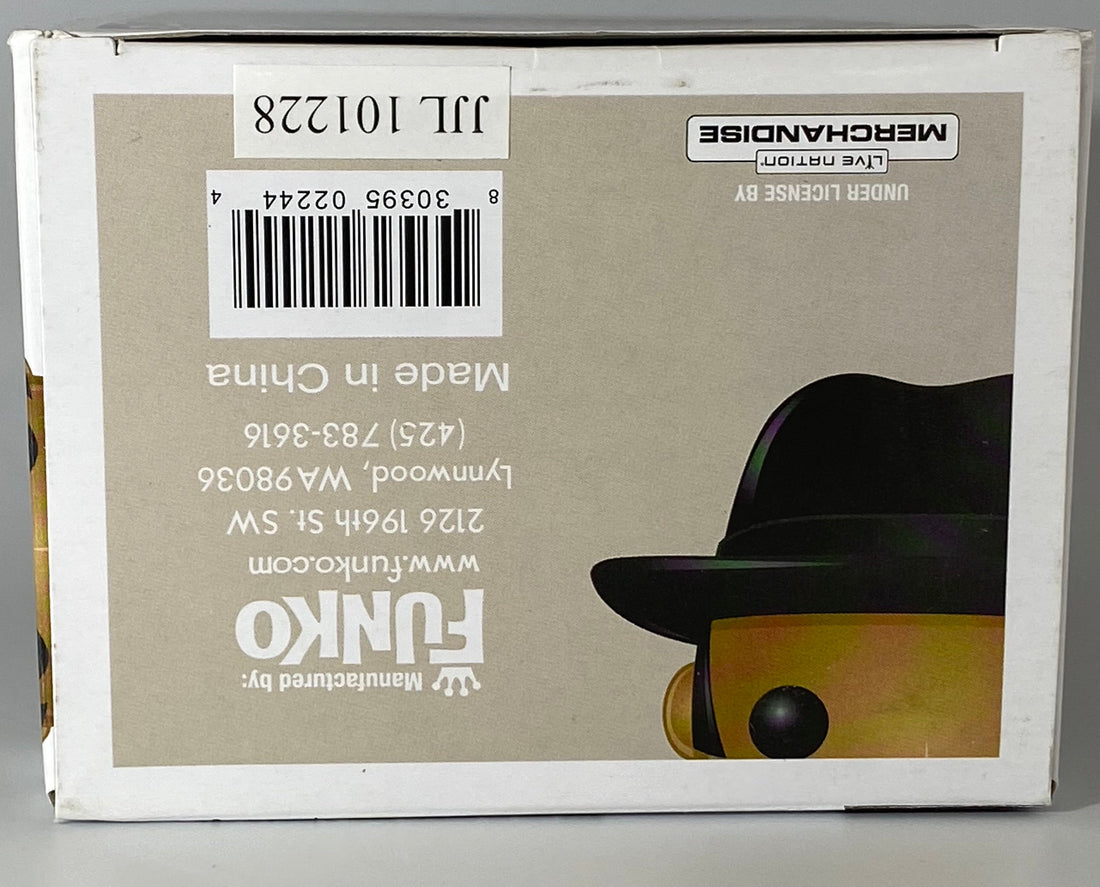 Manufactured by:
FUNKO
www.funko.com
2126 196th St. SW
Lynnwood, WA 98036
(425) 783-3616
Made in China
8 30395 02244 4
JJL 101228
UNDER LICENSE BY
LIVE NATION
MERCHANDISE